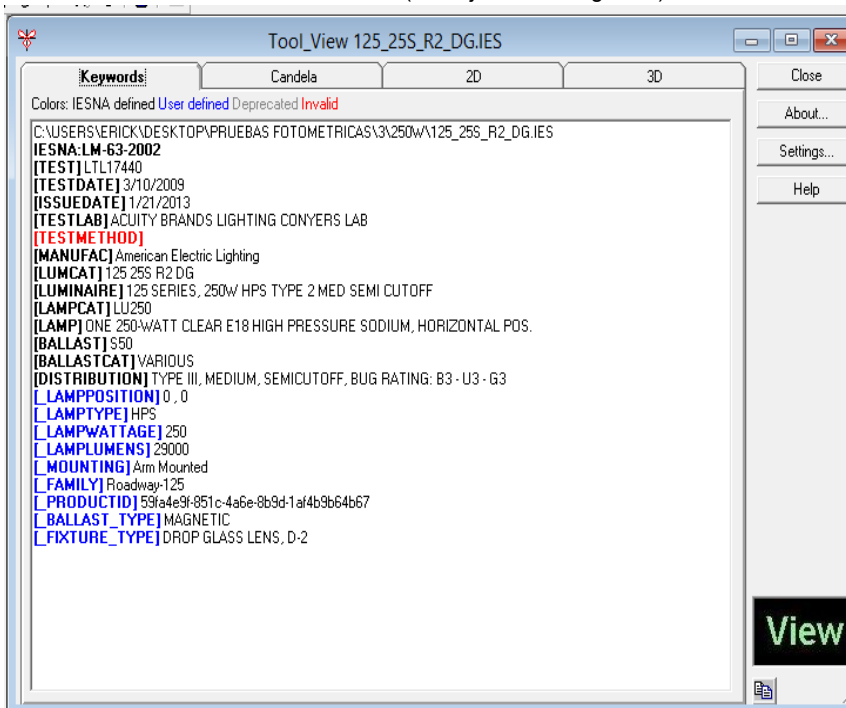 Tool_View 125_25S_R2_DG.IES
Keywords Candela 2D 3D
Close
About...
Settings...
Help
Colors: IESNA defined User defined Deprecated Invalid
C:\USERS\ERICK\DESKTOP\PRUEBAS FOTOMETRICAS\3\250W\125_25S_R2_DG.IES
IESNA:LM-63-2002
[TEST] LTL17440
[TESTDATE] 3/10/2009
[ISSUEDATE] 1/21/2013
[TESTLAB] ACUITY BRANDS LIGHTING CONYERS LAB
[TESTMETHOD]
[MANUFAC] American Electric Lighting
[LUMCAT] 125 25S R2 DG
[LUMINAIRE] 125 SERIES, 250W HPS TYPE 2 MED SEMI CUTOFF
[LAMPCAT] LU250
[LAMP] ONE 250-WATT CLEAR E18 HIGH PRESSURE SODIUM, HORIZONTAL POS.
[BALLAST] S50
[BALLASTCAT] VARIOUS
[DISTRIBUTION] TYPE III, MEDIUM, SEMICUTOFF, BUG RATING: B3 - U3 - G3
[_LAMPPOSITION] 0 , 0
[_LAMPTYPE] HPS
[_LAMPWATTAGE] 250
[_LAMPLUMENS] 29000
[_MOUNTING] Arm Mounted
[_FAMILY] Roadway-125
[_PRODUCTID] 59fa4e9f-851c-4a6e-8b9d-1af4b9b64b67
[_BALLAST_TYPE] MAGNETIC
[_FIXTURE_TYPE] DROP GLASS LENS, D-2
View